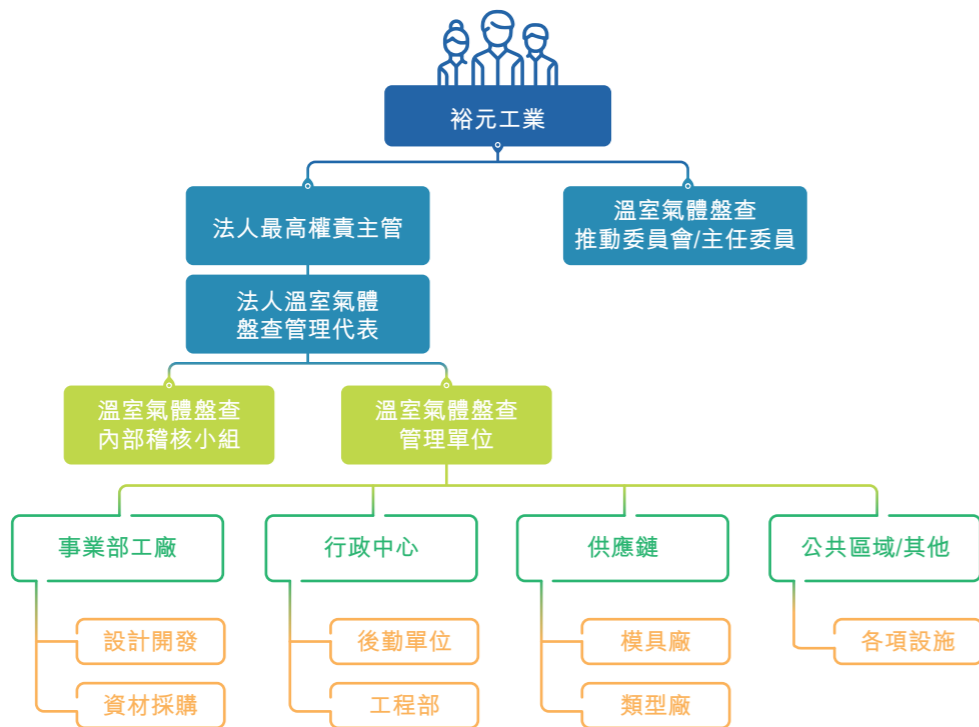 裕元工業
法人最高權責主管
溫室氣體盤查
推動委員會/主任委員
法人溫室氣體
盤查管理代表
溫室氣體盤查
內部稽核小組
溫室氣體盤查
管理單位
事業部工廠
行政中心
供應鏈
公共區域/其他
設計開發
後勤單位
模具廠
各項設施
資材採購
工程部
類型廠